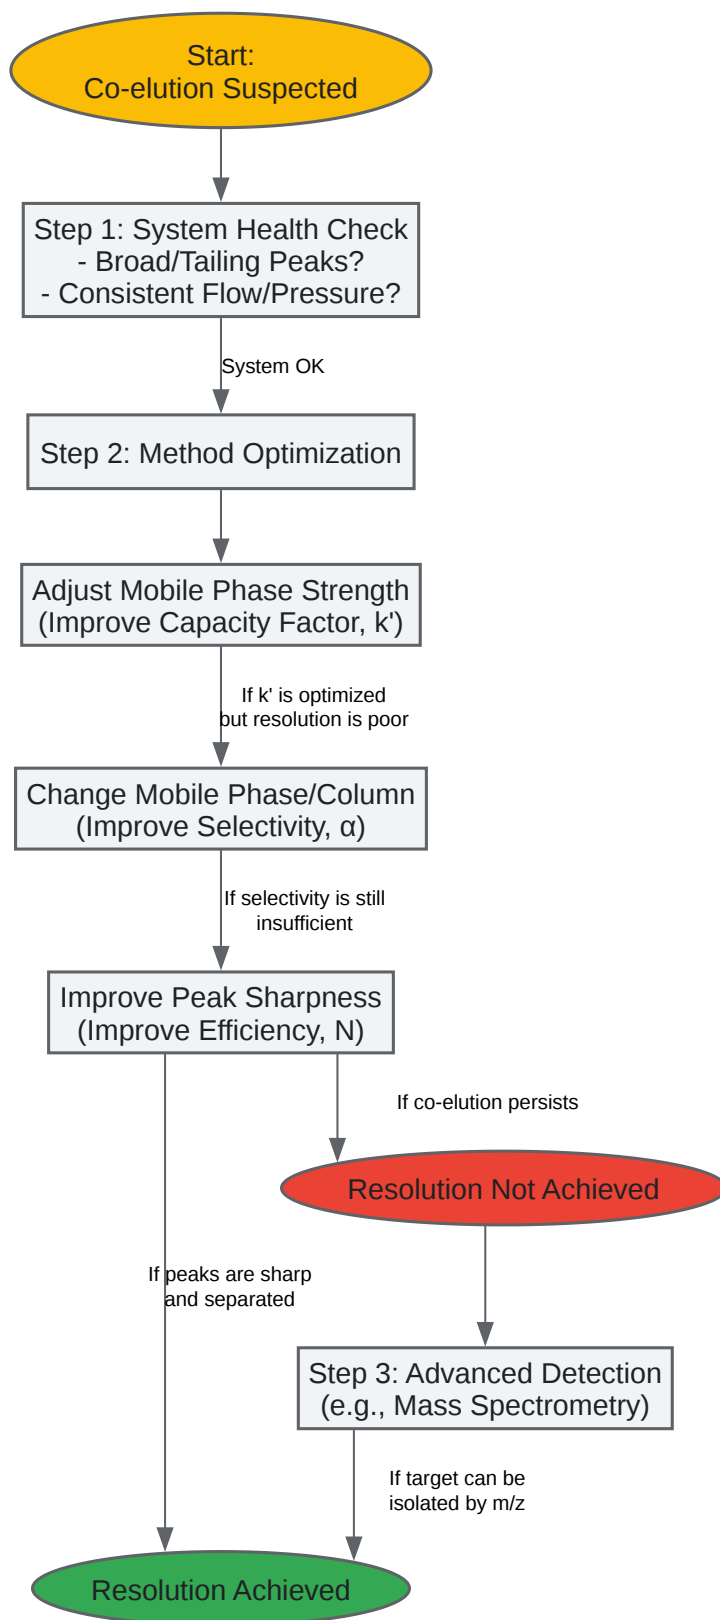 Start:
Co-elution Suspected
Step 1: System Health Check
- Broad/Tailing Peaks?
- Consistent Flow/Pressure?
System OK
Step 2: Method Optimization
Adjust Mobile Phase Strength
(Improve Capacity Factor, k')
If k' is optimized
but resolution is poor
Change Mobile Phase/Column
(Improve Selectivity, α)
If selectivity is still
insufficient
Improve Peak Sharpness
(Improve Efficiency, N)
If co-elution persists
Resolution Not Achieved
If peaks are sharp
and separated
Step 3: Advanced Detection
(e.g., Mass Spectrometry)
If target can be
isolated by m/z
Resolution Achieved